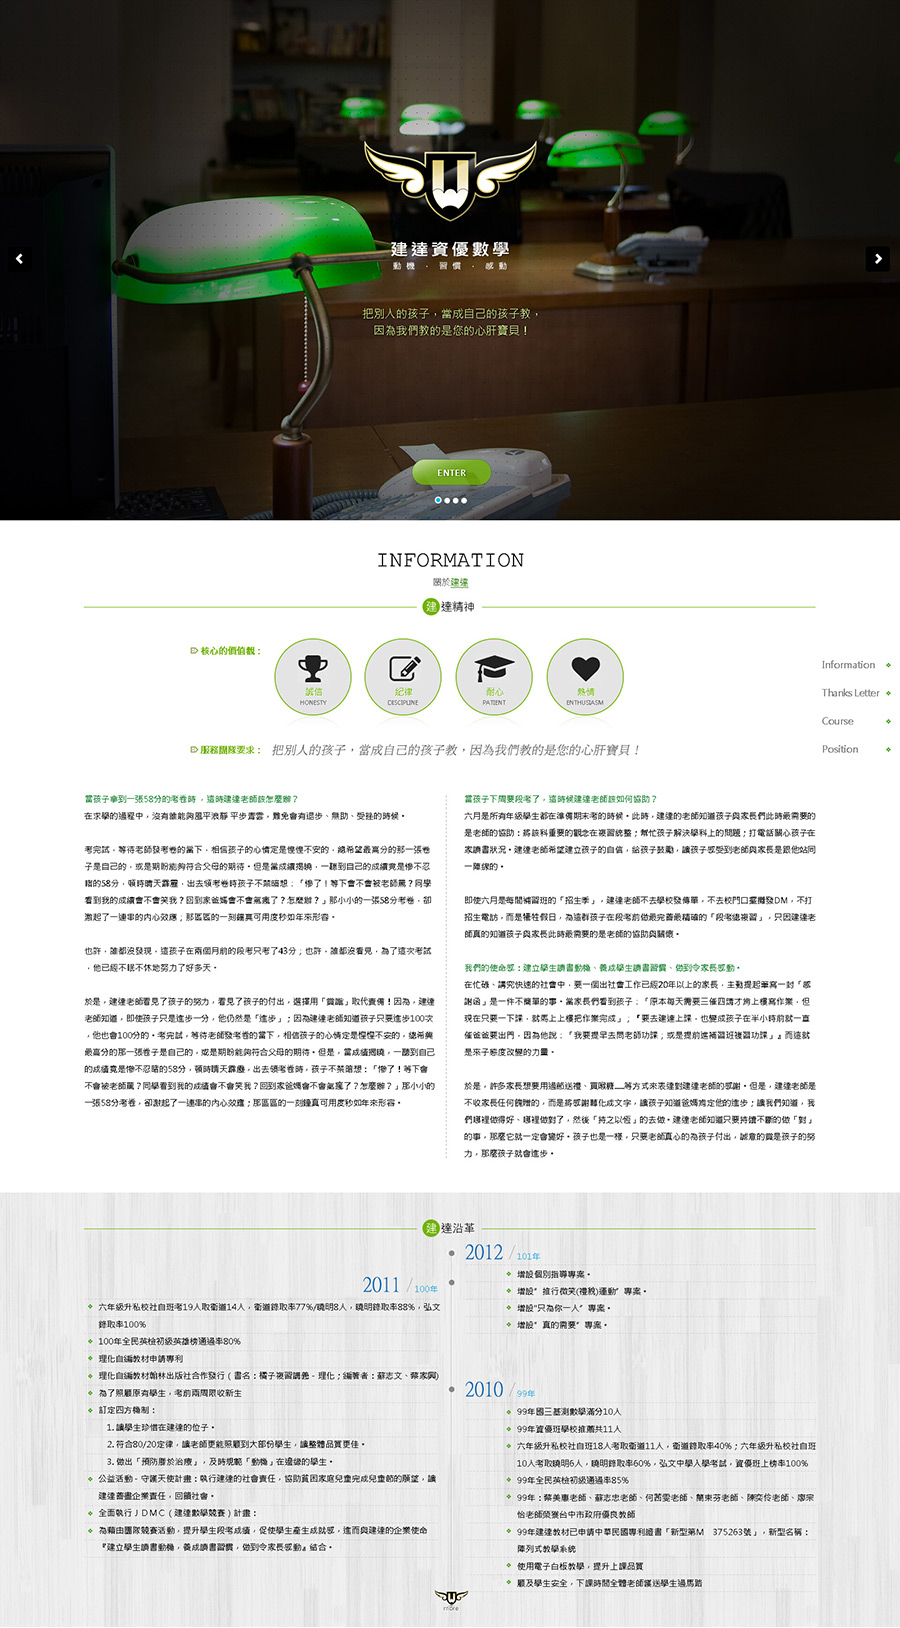 建達資優數學
動機 · 習慣 · 感動
把別人的孩子，當成自己的孩子教，
因為我們教的是您的心肝寶貝！
ENTER
INFORMATION
關於建達
建達精神
核心的價值觀：
誠信
HONESTY
紀律
CESCIPLINE
耐心
PATIENT
熱情
ENTHUSIASM
服務團隊要求： 把別人的孩子，當成自己的孩子教，因為我們教的是您的心肝寶貝！
Information
Thanks Letter
Course
Position
當孩子拿到一張58分的考卷時，這時建達老師該怎麼辦？
在求學的過程中，沒有誰能夠風平浪靜 平步青雲，難免會有退步、無助、受挫的時候。
考完試，等待老師發考卷的當下，相信孩子的心情定是惶惶不安的，總希望最高分的那一張卷
子是自己的，或是期盼能夠符合父母的期待。但是當成績揭曉，一聽到自己的成績竟是慘不忍
睹的58分，頓時晴天霹靂，出去領考卷時孩子不禁暗想：「慘了！等下會不會被老師罵？同學
看到我的成績會不會笑我？回到家爸媽會不會氣瘋了？怎麼辦？」那小小的一張58分考卷，卻
激起了一連串的內心效應；那區區的一刻鐘真可用度秒如年來形容。
也許，誰都沒發現，這孩子在兩個月前的段考只考了43分；也許，誰都沒看見，為了這次考試
，他已經不眠不休地努力了好多天。
於是，建達老師看見了孩子的努力，看見了孩子的付出，選擇用「賞識」取代責備！因為，建達
老師知道，即使孩子只是進步一分，他仍然是「進步」；因為建達老師知道孩子只要進步100次
，他也會100分的。考完試，等待老師發考卷的當下，相信孩子的心情定是惶惶不安的，總希冀
最高分的那一張卷子是自己的，或是期盼能夠符合父母的期待。但是，當成績揭曉，一聽到自己
的成績竟是慘不忍睹的58分，頓時晴天霹靂，出去領考卷時，孩子不禁暗想：「慘了！等下會
不會被老師罵？同學看到我的成績會不會笑我？回到家爸媽會不會氣瘋了？怎麼辦？」那小小的
一張58分考卷，卻激起了一連串的內心效應；那區區的一刻鐘真可用度秒如年來形容。
當孩子下周要段考了，這時候建達老師該如何協助？
六月是所有年級學生都在準備期末考的時候。此時，建達的老師知道孩子與家長們此時最需要的
是老師的協助：將該科重要的觀念在複習統整；幫忙孩子解決學科上的問題；打電話關心孩子在
家讀書狀況。建達老師希望建立孩子的自信，給孩子鼓勵，讓孩子感受到老師與家長是跟他站同
一陣線的。
即使六月是每間補習班的「招生季」，建達老師不去學校發傳單，不去校門口擺攤發DM，不打
招生電話，而是犧牲假日，為這群孩子在段考前做最完善最精確的「段考總複習」，只因建達老
師真的知道孩子與家長此時最需要的是老師的協助與關懷。
我們的使命感：建立學生讀書動機、養成學生讀書習慣、做到令家長感動。
在忙碌、講究快速的社會中，要一個出社會工作已經20年以上的家長，主動提起筆寫一封「感
謝函」是一件不簡單的事。當家長們看到孩子：「原本每天需要三催四請才肯上樓寫作業，但
現在只要一下課，就馬上上樓把作業完成」；『要去建達上課，也變成孩子在半小時前就一直
催爸爸要出門，因為他說：「我要提早去問老師功課；或是提前進補習班複習功課」』而這就
是來子態度改變的力量。
於是，許多家長想要用過節送禮、買喉糖……等方式來表達對建達老師的感謝。但是，建達老師是
不收家長任何餽贈的，而是將感謝轉化成文字，讓孩子知道爸媽肯定他的進步；讓我們知道，我
們哪裡做得好、哪裡做對了，然後「持之以恆」的去做。建達老師知道只要持續不斷的做「對」
的事，那麼它就一定會變好。孩子也是一樣，只要老師真心的為孩子付出，誠意的賞是孩子的努
力，那麼孩子就會進步。
建達沿革
2012 / 101年
增設個別指導專案。
增設"推行微笑(禮貌)運動"專案。
增設"只為你一人"專案。
增設"真的需要"專案。
2011 / 100年
六年級升私校社自班考19人取衛道14人，衛道錄取率77%/曉明8人，曉明錄取率88%，弘文
錄取率100%
100年全民英檢初級英雄榜通過率80%
理化自編教材申請專利
理化自編教材翰林出版社合作發行（書名：橘子複習講義－理化；編著者：蘇志文、蔡家興)
為了照顧原有學生，考前兩周限收新生
訂定四方機制：
1. 讓學生珍惜在建達的位子。
2. 符合80/20定律，讓老師更能照顧到大部份學生，讓整體品質更佳。
3. 做出「預防勝於治療」，及時規範「動機」在邊緣的學生。
公益活動－守護天使計畫：執行建達的社會責任，協助貧困家庭兒童完成兒童節的願望，讓
建達善盡企業責任，回饋社會。
全面執行ＪＤＭＣ（建達數學競賽）計畫：
為藉由團隊競賽活動，提升學生段考成績，促使學生產生成就感，進而與建達的企業使命
『建立學生讀書動機，養成讀書習慣，做到令家長感動』結合。
2010 / 99年
99年國三基測數學滿分10人
99年資優班學校推薦共11人
六年級升私校社自班18人考取衛道11人，衛道錄取率40%；六年級升私校社自班
10人考取曉明6人，曉明錄取率60%，弘文中學入學考試，資優班上榜率100%
99年全民英檢初級通過率85%
99年：蔡美惠老師、蘇志忠老師、何茜雯老師、蘭東芬老師、陳奕伶老師、廖宗
怡老師榮獲台中市政府優良教師
99年建達教材已申請中華民國專利證書「新型第M 375263號」，新型名稱：
陣列式教學系統
使用電子白板教學，提升上課品質
顧及學生安全，下課時間全體老師護送學生過馬路
more